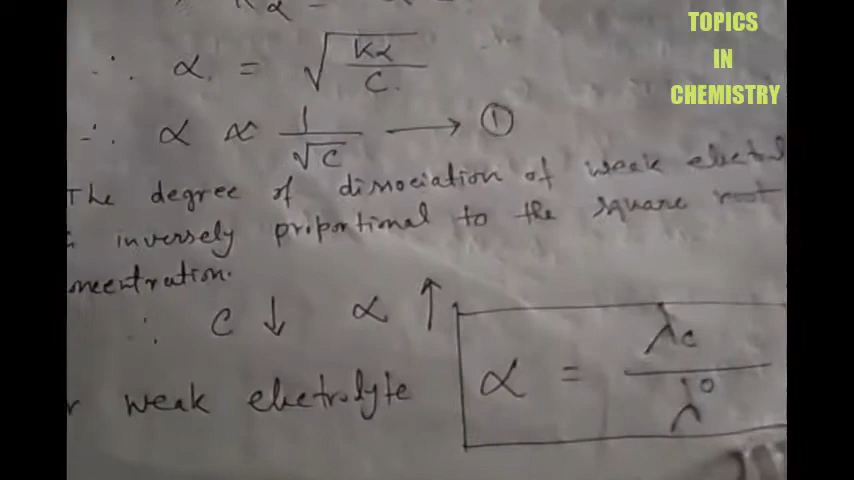 TOPICS
IN
CHEMISTRY
∴ α = √(Kα/C)
∴ α ∝ 1/√C → ①
The degree of dissociation of weak
inversely proportional to the square root
∴ C ↓ α ↑
weak electrolyte
α = λc/λ°